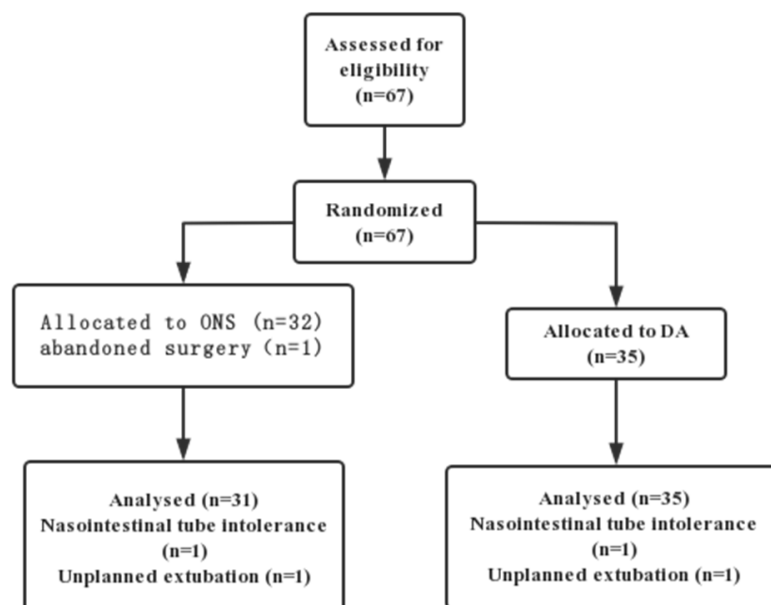 Assessed for
eligibility
(n=67)
Randomized
(n=67)
Allocated to ONS (n=32)
abandoned surgery (n=1)
Allocated to DA
(n=35)
Analysed (n=31)
Nasointestinal tube intolerance
(n=1)
Unplanned extubation (n=1)
Analysed (n=35)
Nasointestinal tube intolerance
(n=1)
Unplanned extubation (n=1)